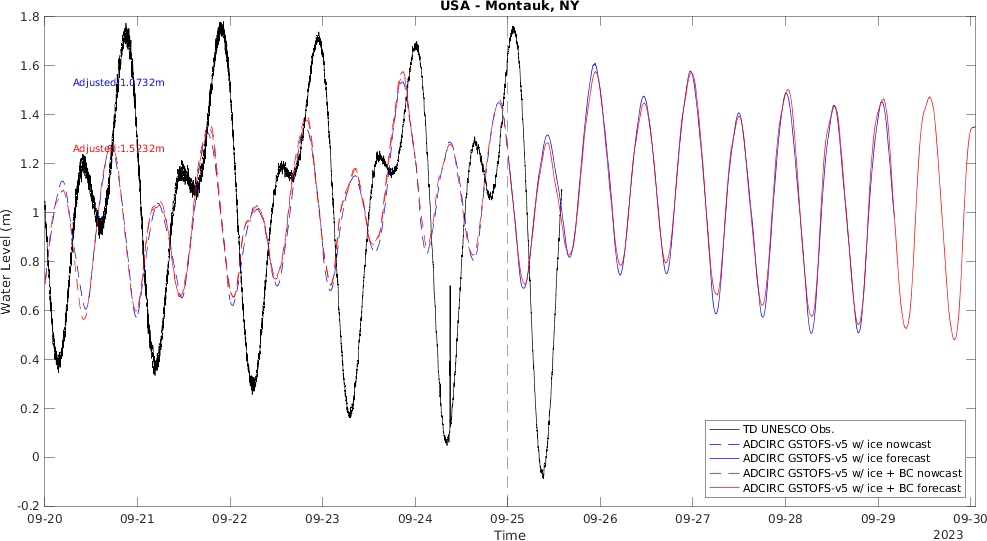 USA - Montauk, NY
1.8
1.6
1.4
1.2
1
0.8
0.6
0.4
0.2
0
-0.2
Water Level (m)
Adjusted:1.0732m
Adjusted:1.5232m
TD UNESCO Obs.
ADCIRC GSTOFS-v5 w/ ice nowcast
ADCIRC GSTOFS-v5 w/ ice forecast
ADCIRC GSTOFS-v5 w/ ice + BC nowcast
ADCIRC GSTOFS-v5 w/ ice + BC forecast
09-20 09-21 09-22 09-23 09-24 09-25 09-26 09-27 09-28 09-29 09-30
Time
2023